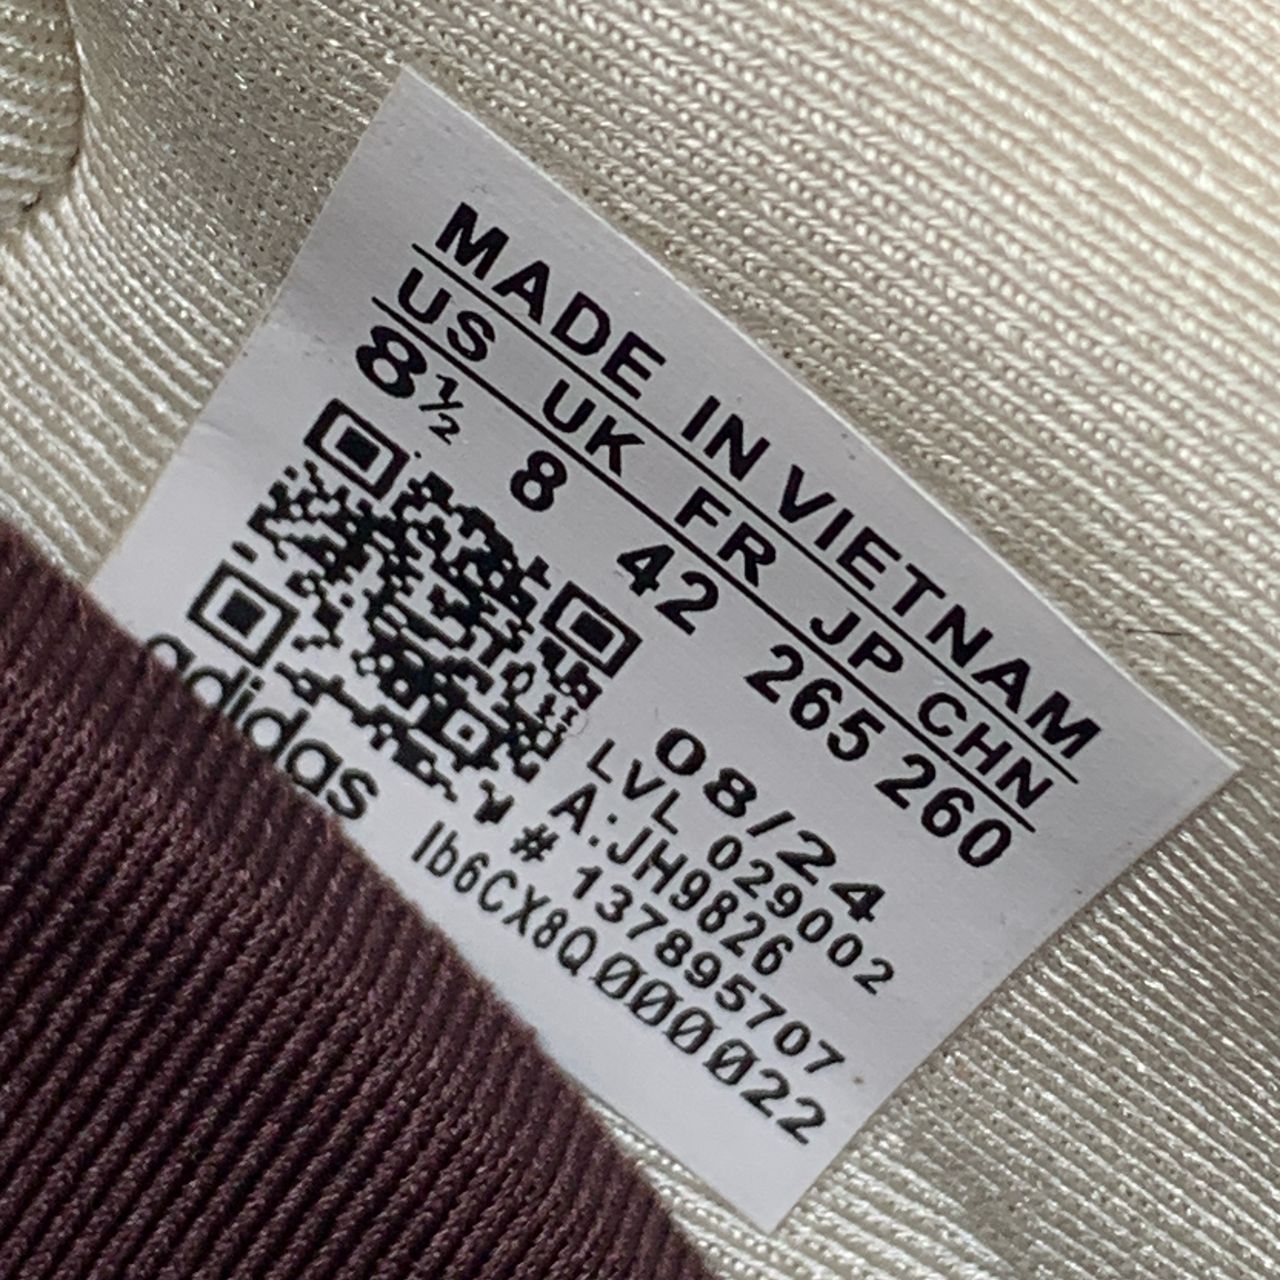 MADE IN VIETNAM
US UK FR JP CHN
8½ 8 42 265 260
08/24
LVL 029002
A:JH9826
# 137895707
adidas
Ib6CX8QØØØØ22